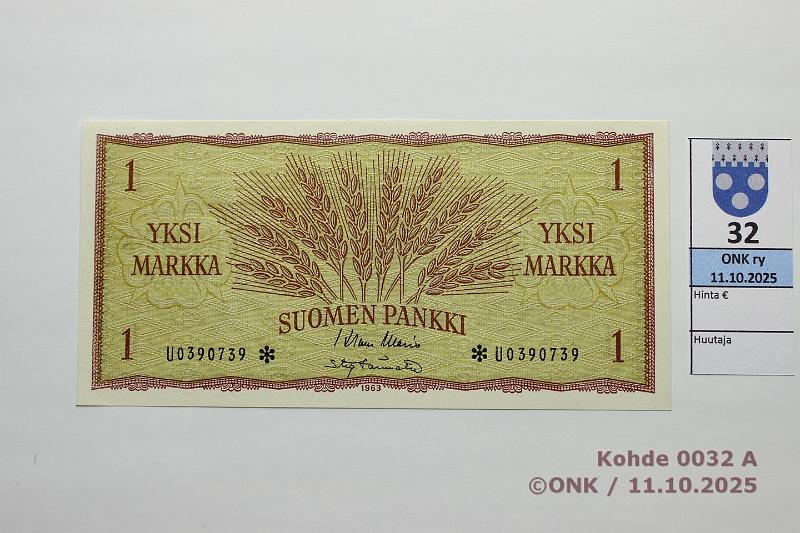 1
1
YKSI
MARKKA
YKSI
MARKKA
SUOMEN PANKKI
1
U0390739 *
* U0390739
1
1963
32
ONK ry
11.10.2025
Hinta €
Huutaja
Kohde 0032 A
©ONK / 11.10.2025